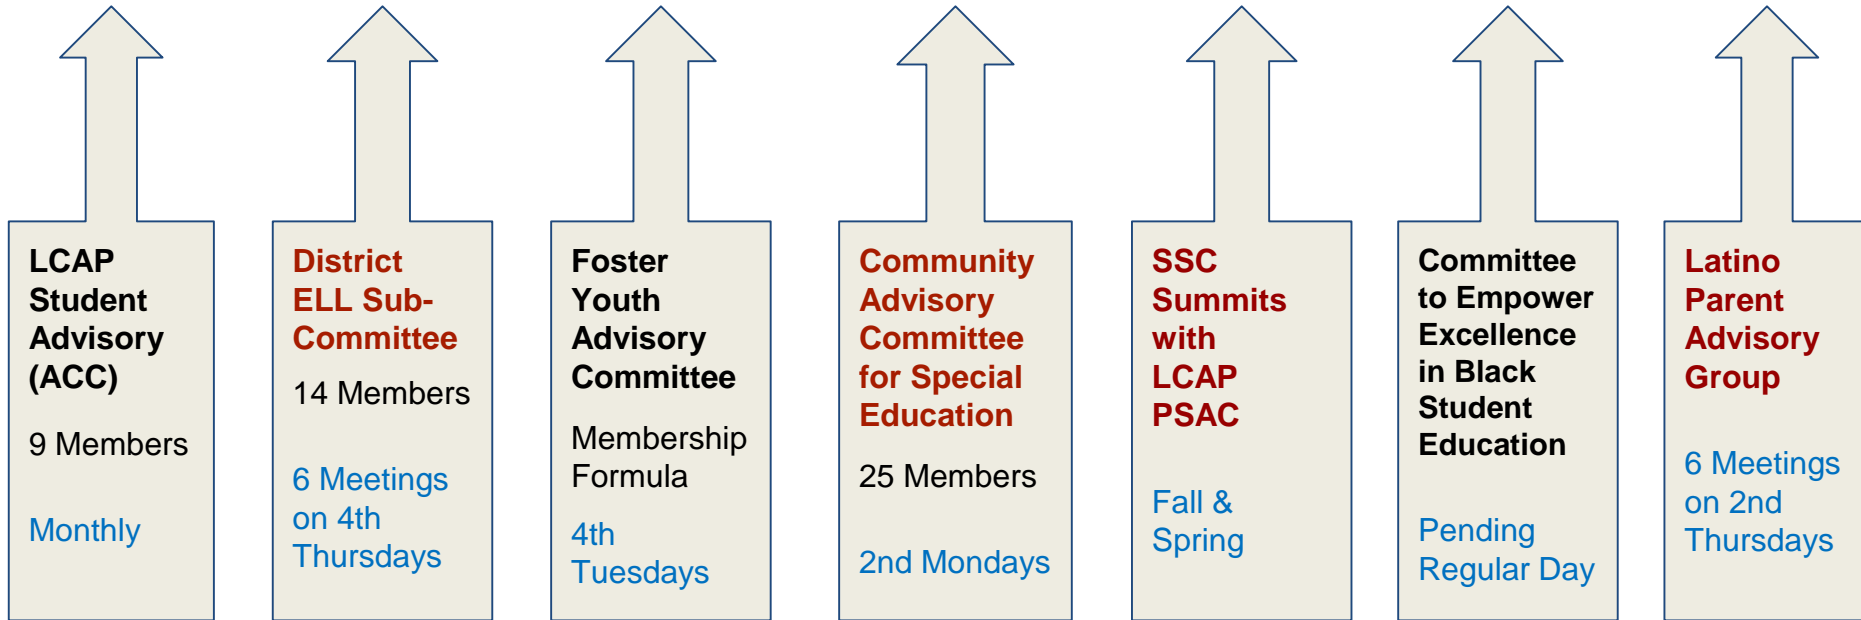 LCAP
Student
Advisory
(ACC)
9 Members
Monthly
District
ELL Sub-
Committee
14 Members
6 Meetings
on 4th
Thursdays
Foster
Youth
Advisory
Committee
Membership
Formula
4th
Tuesdays
Community
Advisory
Committee
for Special
Education
25 Members
2nd Mondays
SSC
Summits
with
LCAP
PSAC
Fall &
Spring
Committee
to Empower
Excellence
in Black
Student
Education
Pending
Regular Day
Latino
Parent
Advisory
Group
6 Meetings
on 2nd
Thursdays